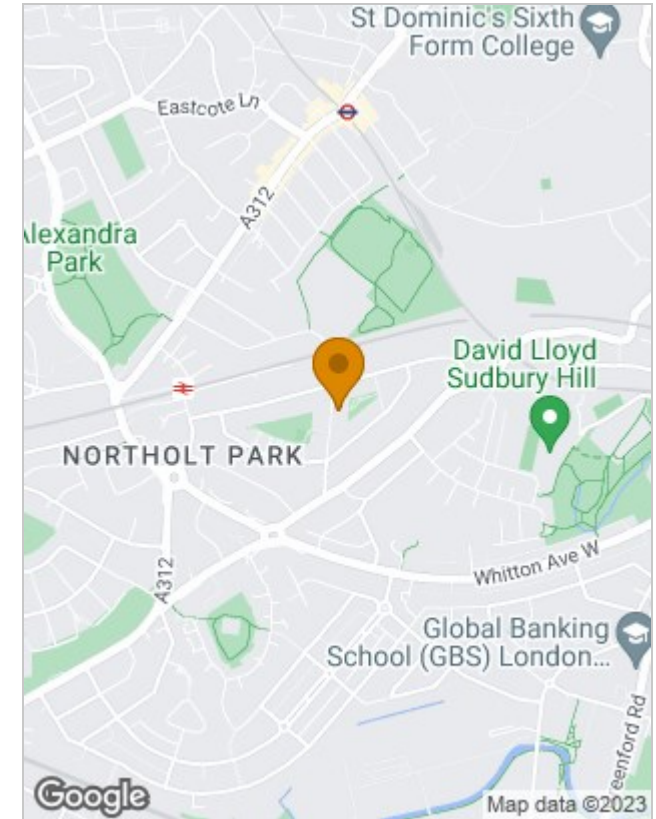 St Dominic's Sixth
Form College
Eastcote Ln
A312
Alexandra
Park
David Lloyd
Sudbury Hill
NORTHOLT PARK
Whitton Ave W
A312
Global Banking
School (GBS) London...
eenford Rd
Google
Map data ©2023